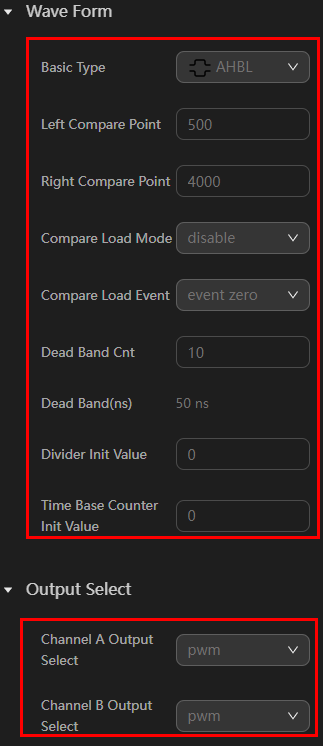 Wave Form
Basic Type AHBL
Left Compare Point 500
Right Compare Point 4000
Compare Load Mode disable
Compare Load Event event zero
Dead Band Cnt 10
Dead Band(ns) 50 ns
Divider Init Value 0
Time Base Counter
Init Value 0
Output Select
Channel A Output
Select pwm
Channel B Output
Select pwm